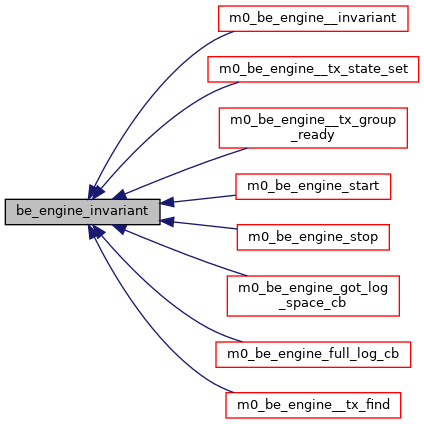 m0_be_engine__invariant
m0_be_engine__tx_state_set
m0_be_engine__tx_group
_ready
m0_be_engine_start
be_engine_invariant
m0_be_engine_stop
m0_be_engine_got_log
_space_cb
m0_be_engine_full_log_cb
m0_be_engine__tx_find